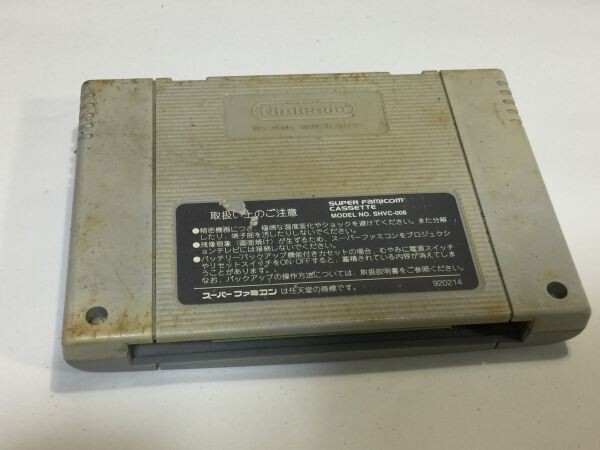 Nintendo
MADE IN JAPAN
取扱い上のご注意
SUPER FAMICOM
CASSETTE
MODEL NO. SHVC-006
●精密機器につき、極端な温度変化やショックを避けてください。また分解
したり、端子部を汚したりしないでください。
●残像現象(画面焼け)が生ずるため、スーパーファミコンをプロジェクシ
ョンテレビには接続しないでください。
●バッテリーバックアップ機能付きカセットの場合、むやみに電源スイッチ
やリセットスイッチをON·OFFすると、蓄積されている内容が消えてしま
うことがあります。
なお、バックアップの操作方法については、取扱説明書をご参照ください。
スーパーファミコン は任天堂の商標です。
920214